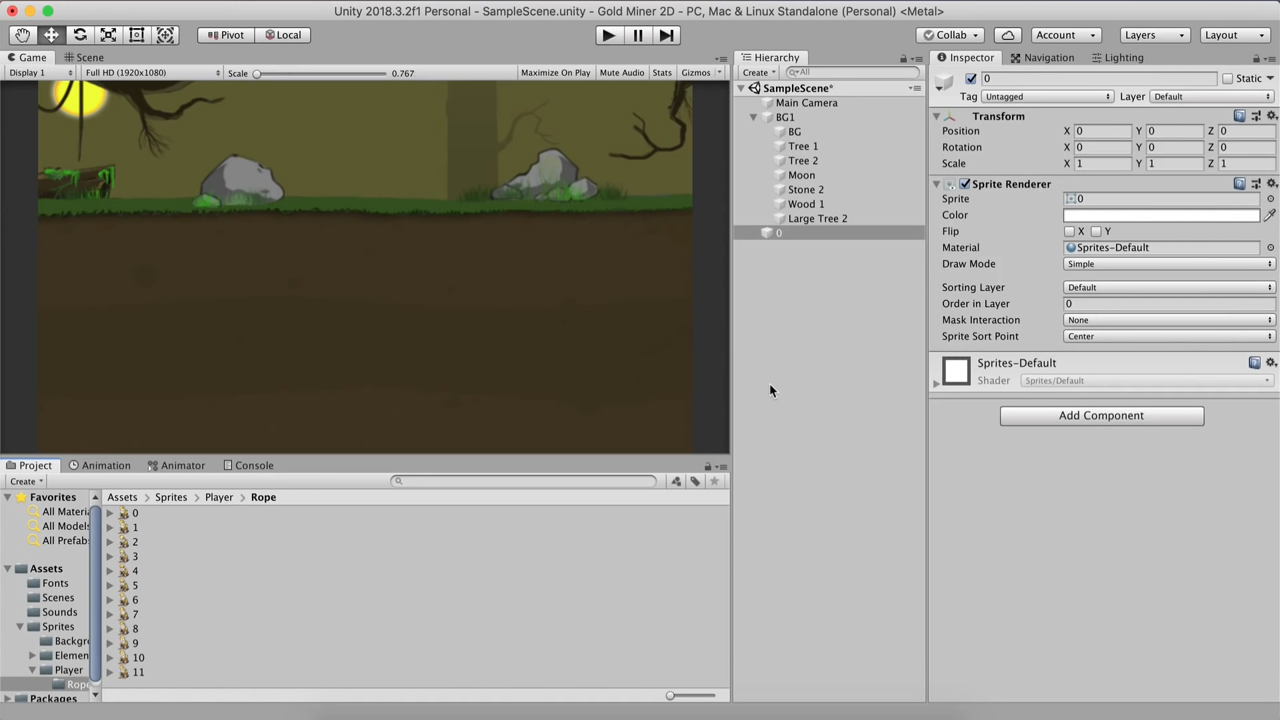 Unity 2018.3.2f1 Personal - SampleScene.unity - Gold Miner 2D - PC, Mac & Linux Standalone (Personal) <Metal>
Pivot Local Collab Account Layers Layout
Game Scene
Display 1 Full HD (1920x1080) Scale 0.767 Maximize On Play Mute Audio Stats Gizmos
Hierarchy
Create All
SampleScene*
Main Camera
BG1
BG
Tree 1
Tree 2
Moon
Stone 2
Wood 1
Large Tree 2
0
Inspector Navigation Lighting
0 Static
Tag Untagged Layer Default
Transform
Position X 0 Y 0 Z 0
Rotation X 0 Y 0 Z 0
Scale X 1 Y 1 Z 1
Sprite Renderer
Sprite 0
Color
Flip X Y
Material Sprites-Default
Draw Mode Simple
Sorting Layer Default
Order in Layer 0
Mask Interaction None
Sprite Sort Point Center
Sprites-Default
Shader Sprites/Default
Add Component
Project Animation Animator Console
Create
Favorites
All Materia
All Models
All Prefab
Assets
Fonts
Scenes
Sounds
Sprites
Backgr
Elemen
Player
Rope
Packages
Assets > Sprites > Player > Rope
0
1
2
3
4
5
6
7
8
9
10
11